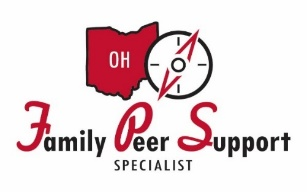 OH
Family Peer Support
SPECIALIST